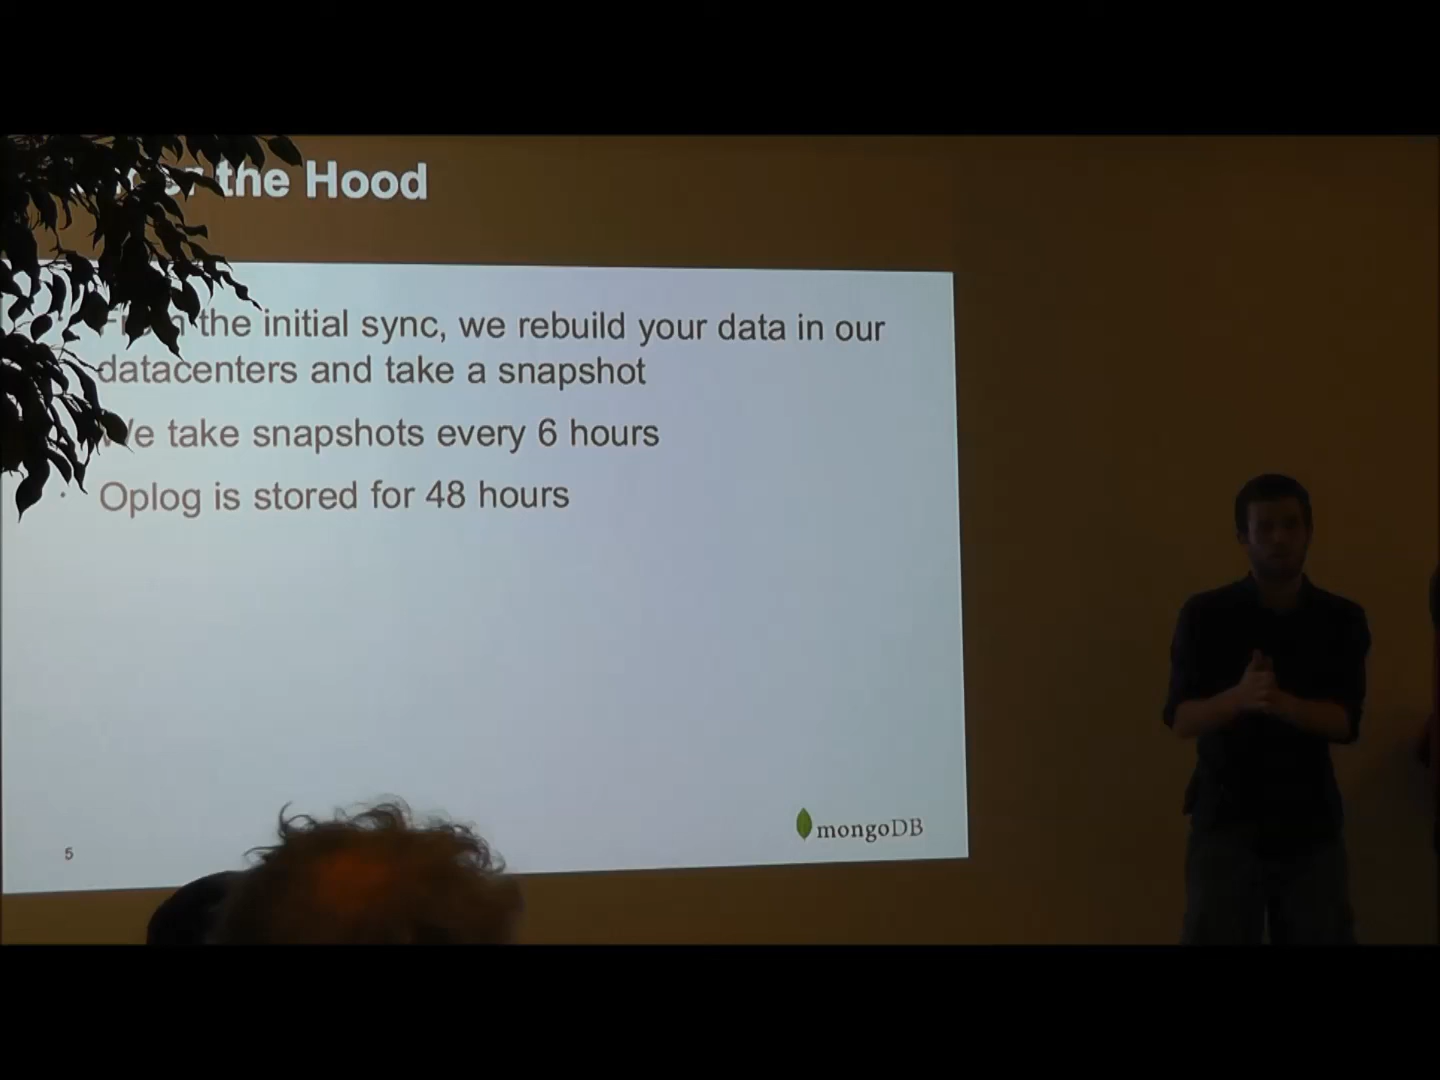 the Hood
the initial sync, we rebuild your data in our
datacenters and take a snapshot
We take snapshots every 6 hours
· Oplog is stored for 48 hours
mongoDB
5